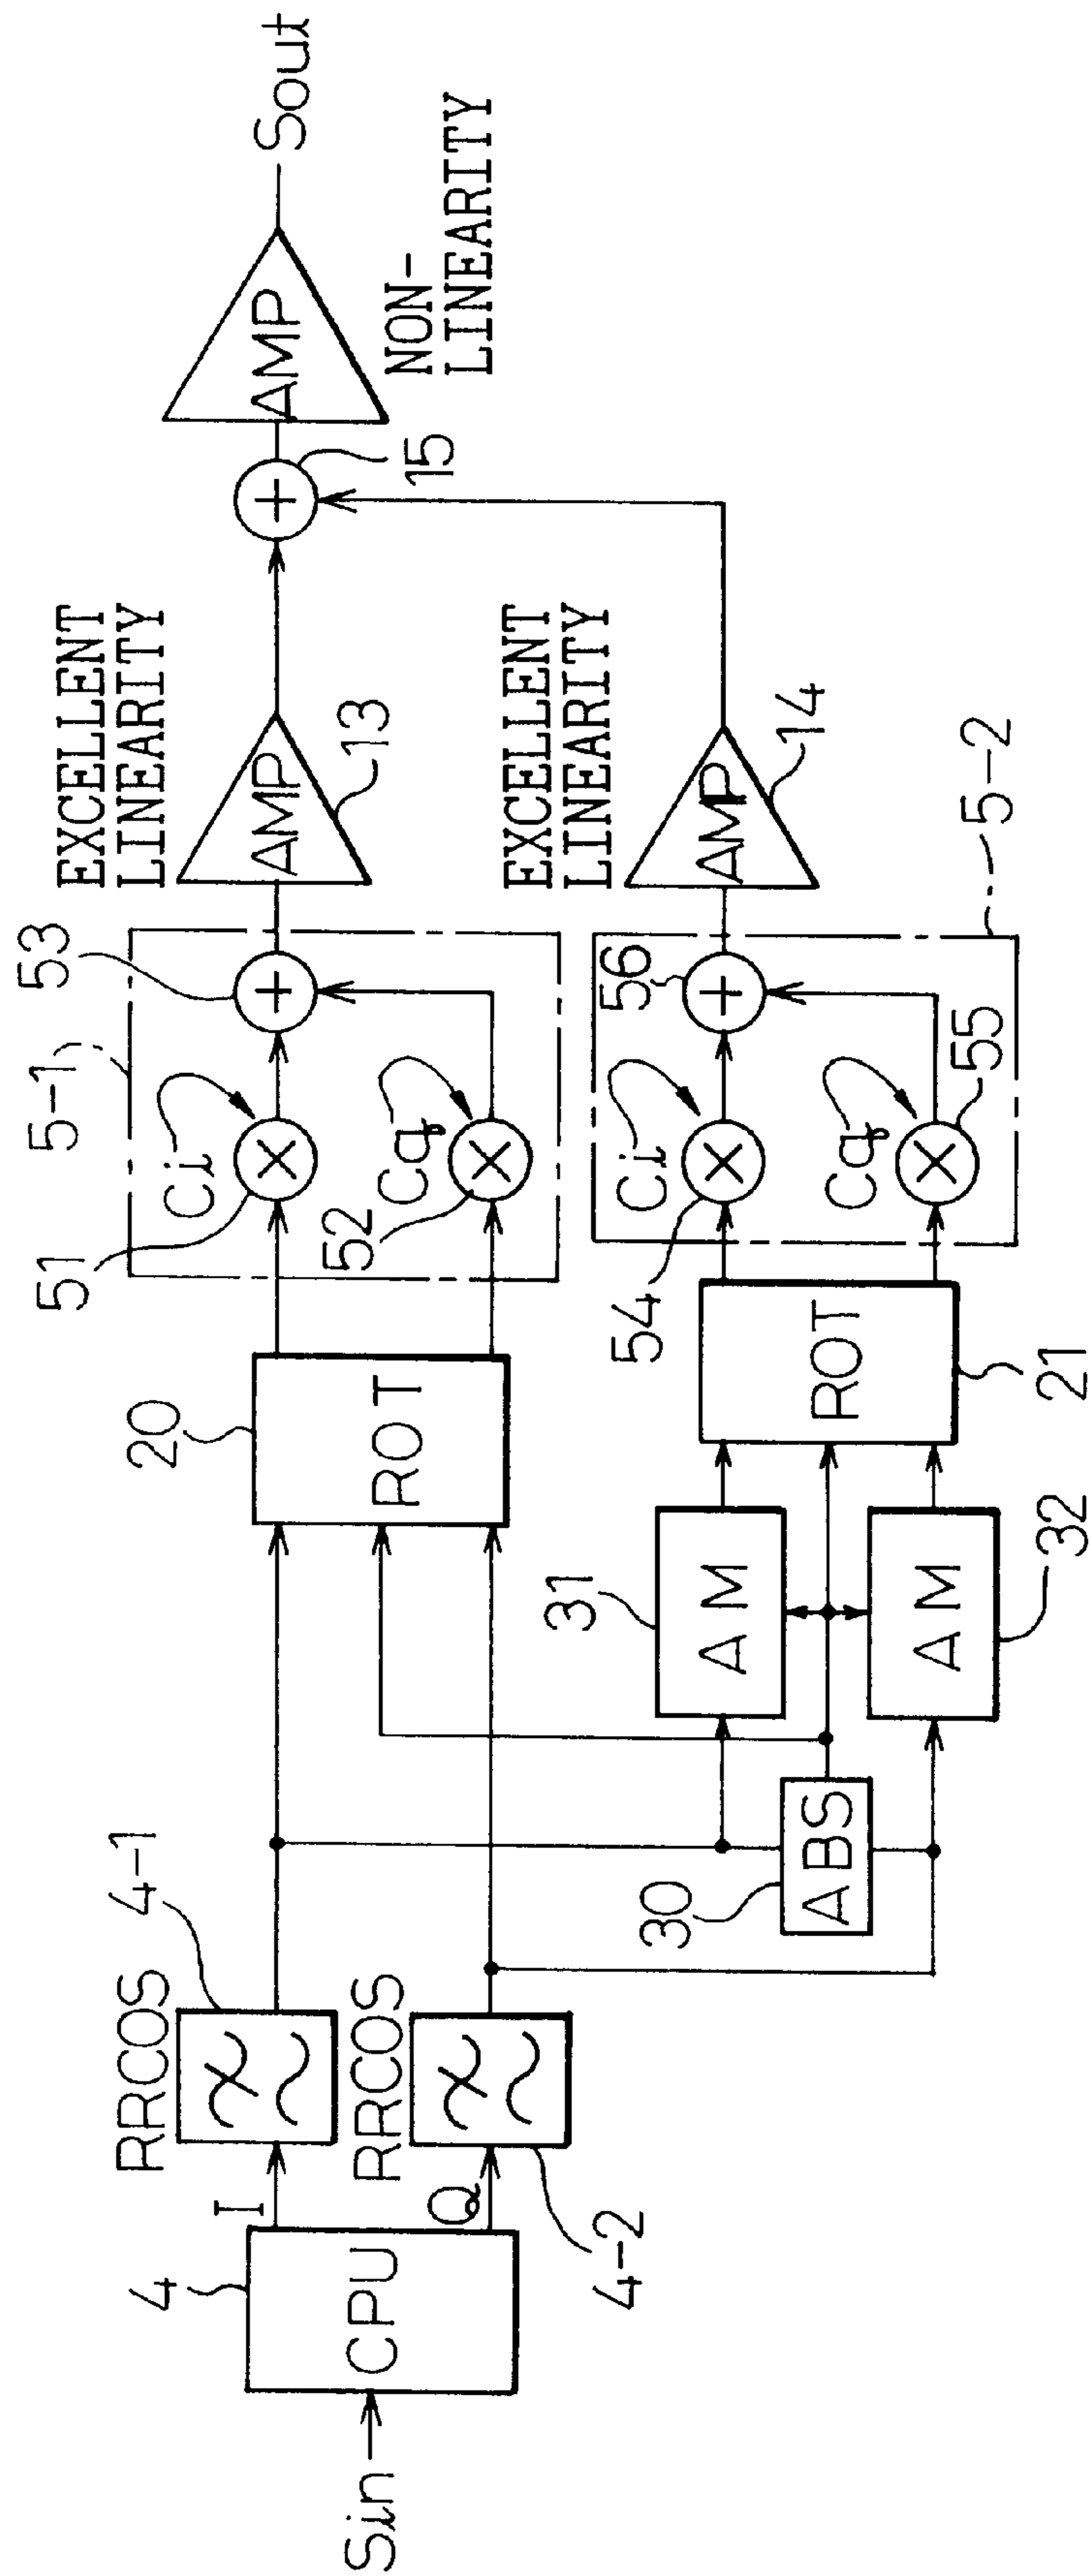 Sin
CPU
4
I
Q
RRCOS
4-1
RRCOS
4-2
ROT
20
ABS
30
AM
31
AM
32
ROT
21
5-1
51
Ci
52
Cq
53
54
Ci
55
Cq
56
5-2
EXCELLENT
LINEARITY
AMP
13
EXCELLENT
LINEARITY
AMP
14
15
AMP
NON-
LINEARITY
Sout